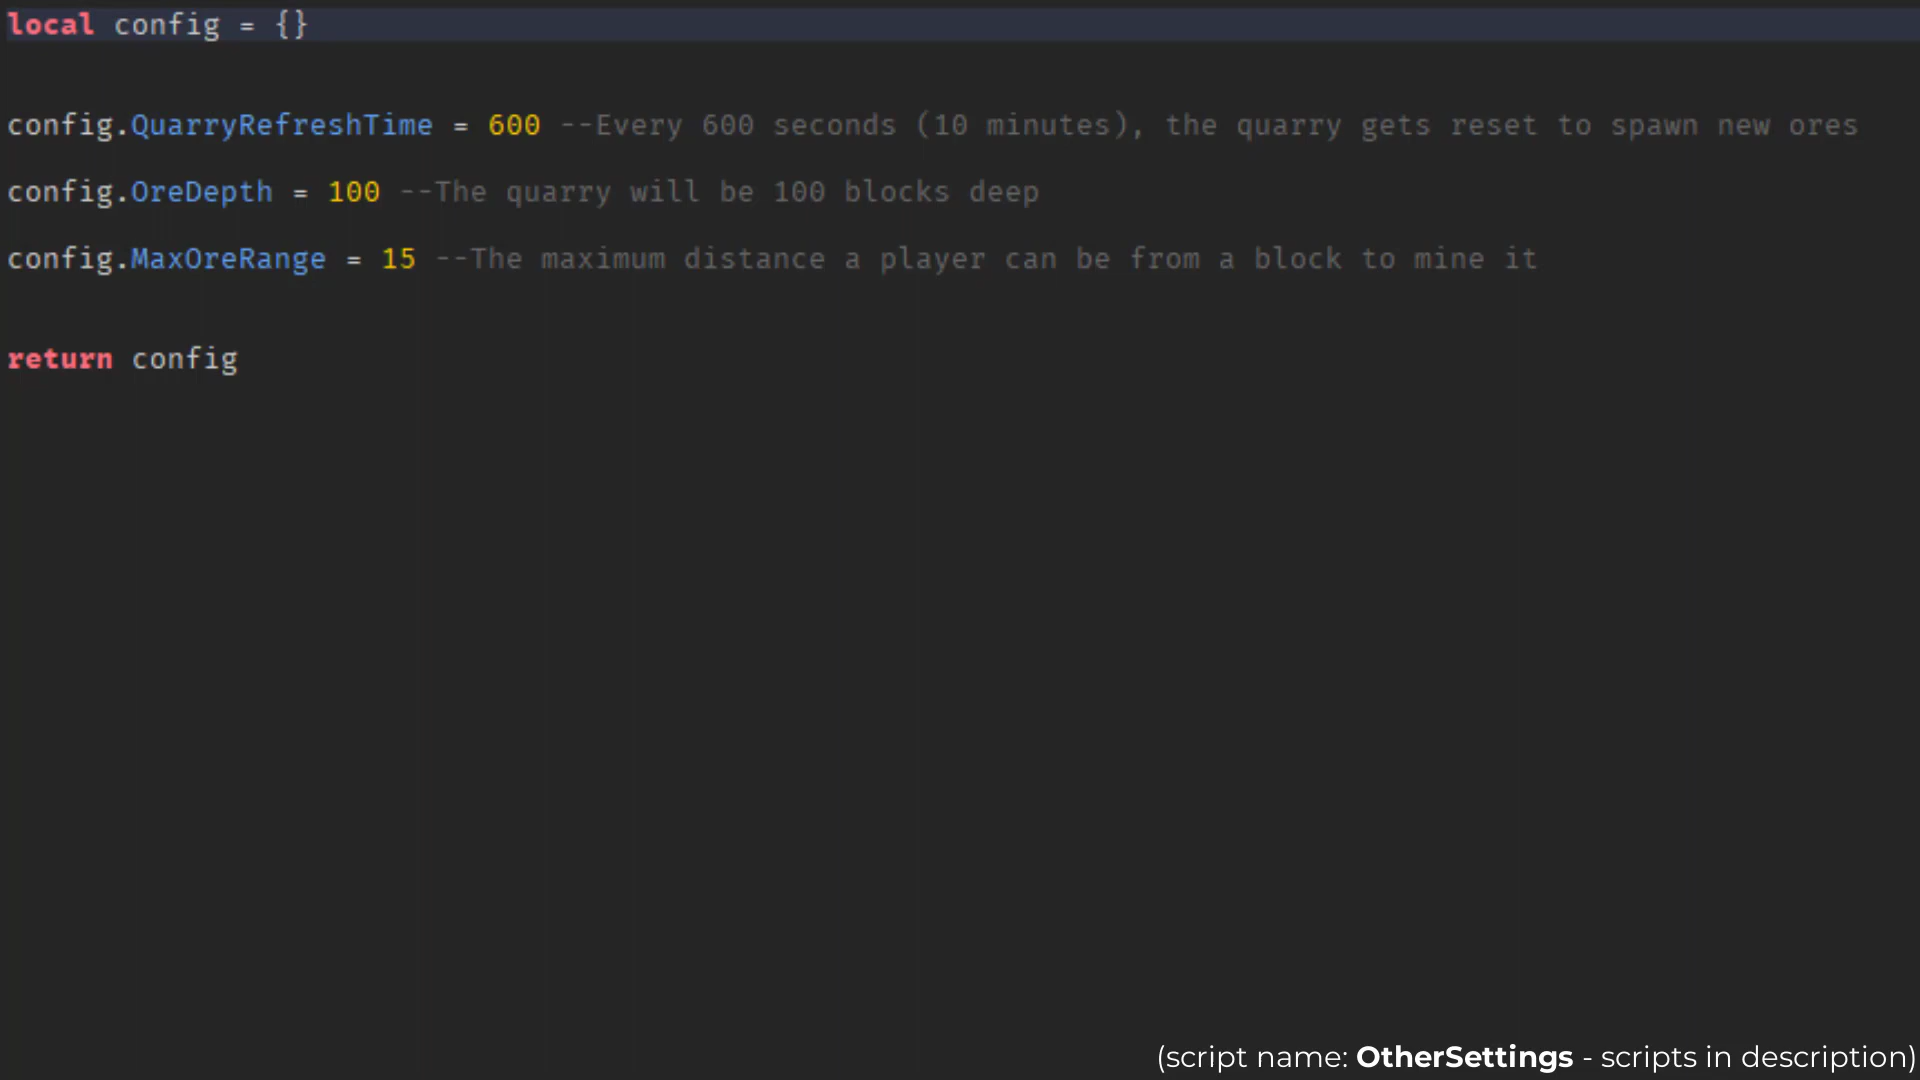 local config = {}
config.QuarryRefreshTime = 600 --Every 600 seconds (10 minutes), the quarry gets reset to spawn new ores
config.OreDepth = 100 --The quarry will be 100 blocks deep
config.MaxOreRange = 15 --The maximum distance a player can be from a block to mine it
return config
(script name: OtherSettings - scripts in description)